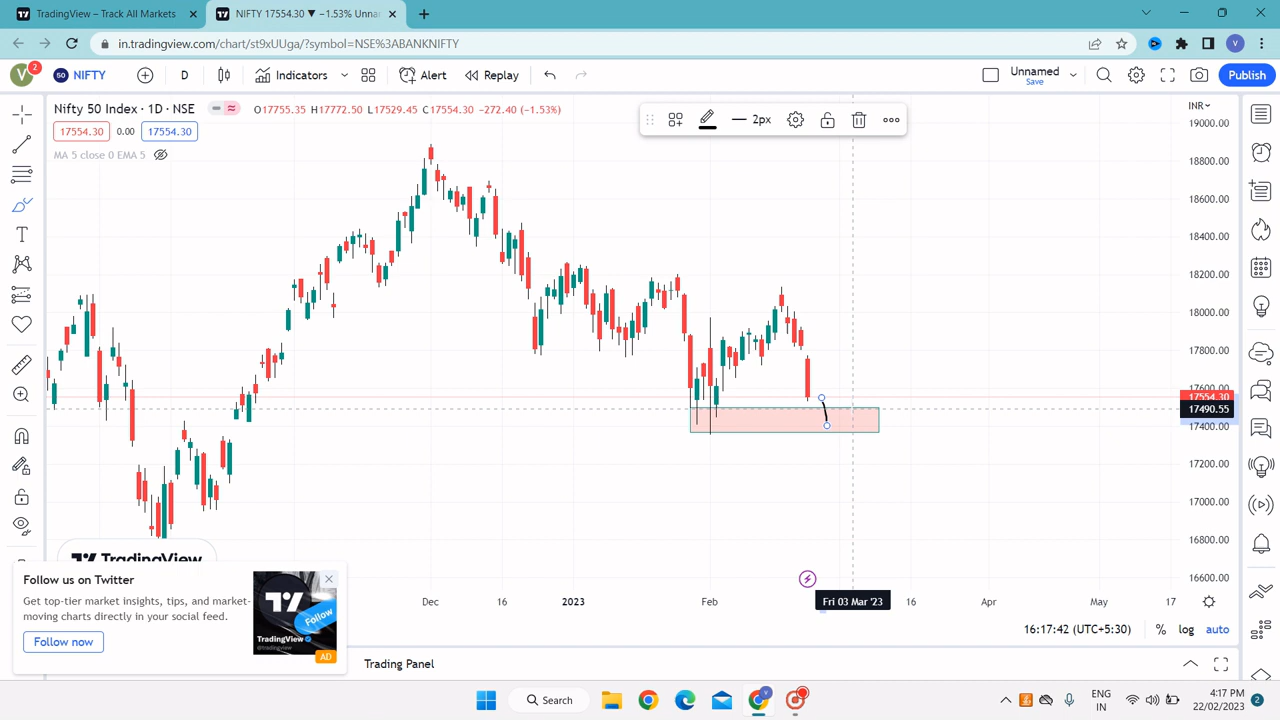 TradingView – Track All Markets
NIFTY 17554.30 ▼ −1.53% Unna
in.tradingview.com/chart/st9xUUga/?symbol=NSE%3ABANKNIFTY
V
V
2
50
NIFTY
D
Indicators
Alert
Replay
Unnamed
Save
Publish
Nifty 50 Index · 1D · NSE
O17755.35 H17772.50 L17529.45 C17554.30 −272.40 (−1.53%)
17554.30
0.00
17554.30
MA 5 close 0 EMA 5
2px
INR
19000.00
18800.00
18600.00
18400.00
18200.00
18000.00
17800.00
17600.00
17554.30
17490.55
17400.00
17200.00
17000.00
16800.00
16600.00
TradingView
Dec
16
2023
Feb
Fri 03 Mar '23
16
Apr
May
17
16:17:42 (UTC+5:30)
%
log
auto
Follow us on Twitter
Get top-tier market insights, tips, and market-
moving charts directly in your social feed.
Follow now
Follow
TradingView
@tradingview
AD
Trading Panel
Search
V
ENG
IN
4:17 PM
22/02/2023
2